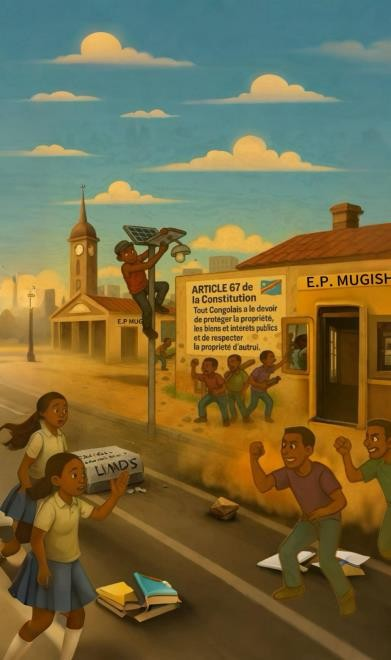 ARTICLE 67 de
la Constitution
Tout Congolais a le devoir
de protéger la propriété,
les biens et intérêts publics
et de respecter
la propriété d'autrui.
E.P. MUGISH
E.P MUG
LIMDS